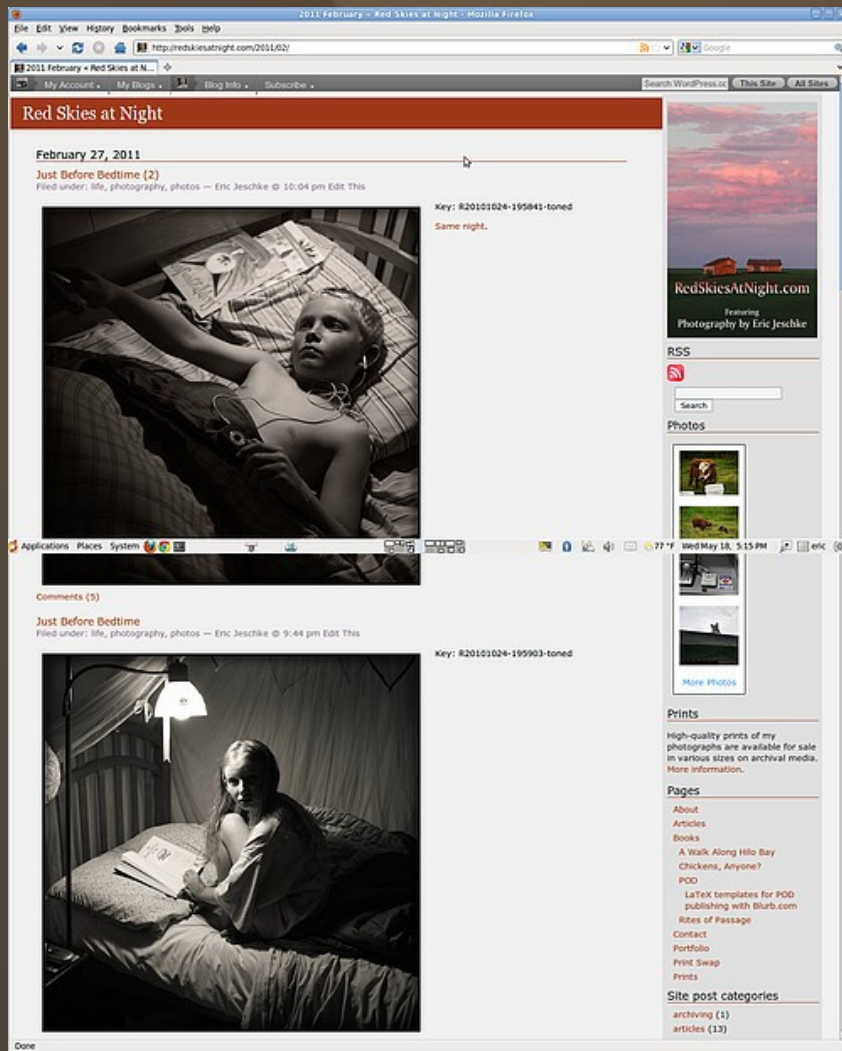 2011 February « Red Skies at Night - Mozilla Firefox
File Edit View History Bookmarks Tools Help
http://redskiesatnight.com/2011/02/
Google
2011 February « Red Skies at N...
My Account My Blogs Blog Info Subscribe
Search WordPress.cc This Site All Sites
Red Skies at Night
February 27, 2011
Just Before Bedtime (2)
Filed under: life, photography, photos — Eric Jeschke @ 10:04 pm Edit This
Key: R20101024-195841-toned
Same night.
Applications Places System
77 °F Wed May 18, 5:15 PM eric
Comments (5)
Just Before Bedtime
Filed under: life, photography, photos — Eric Jeschke @ 9:44 pm Edit This
Key: R20101024-195903-toned
RedSkiesAtNight.com
Featuring
Photography by Eric Jeschke
RSS
Search
Photos
More Photos
Prints
High-quality prints of my
photographs are available for sale
in various sizes on archival media.
More information.
Pages
About
Articles
Books
A Walk Along Hilo Bay
Chickens, Anyone?
POD
LaTeX templates for POD
publishing with Blurb.com
Rites of Passage
Contact
Portfolio
Print Swap
Prints
Site post categories
archiving (1)
articles (13)
Done